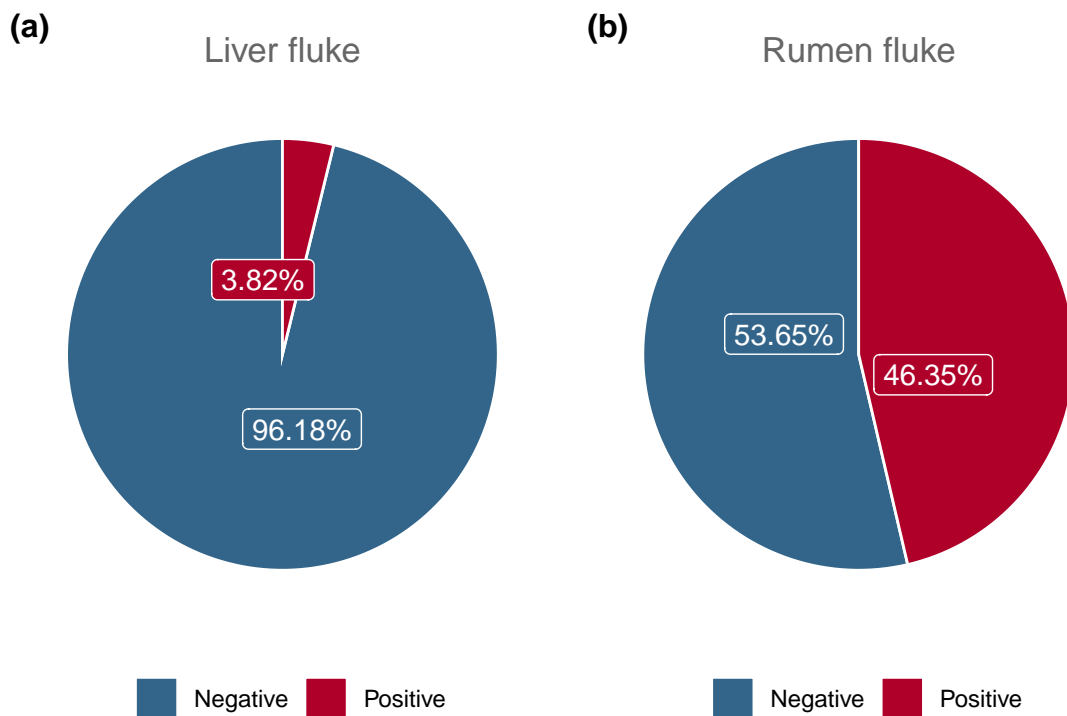 (a)
Liver fluke
3.82%
96.18%
Negative
Positive
(b)
Rumen fluke
53.65%
46.35%
Negative
Positive